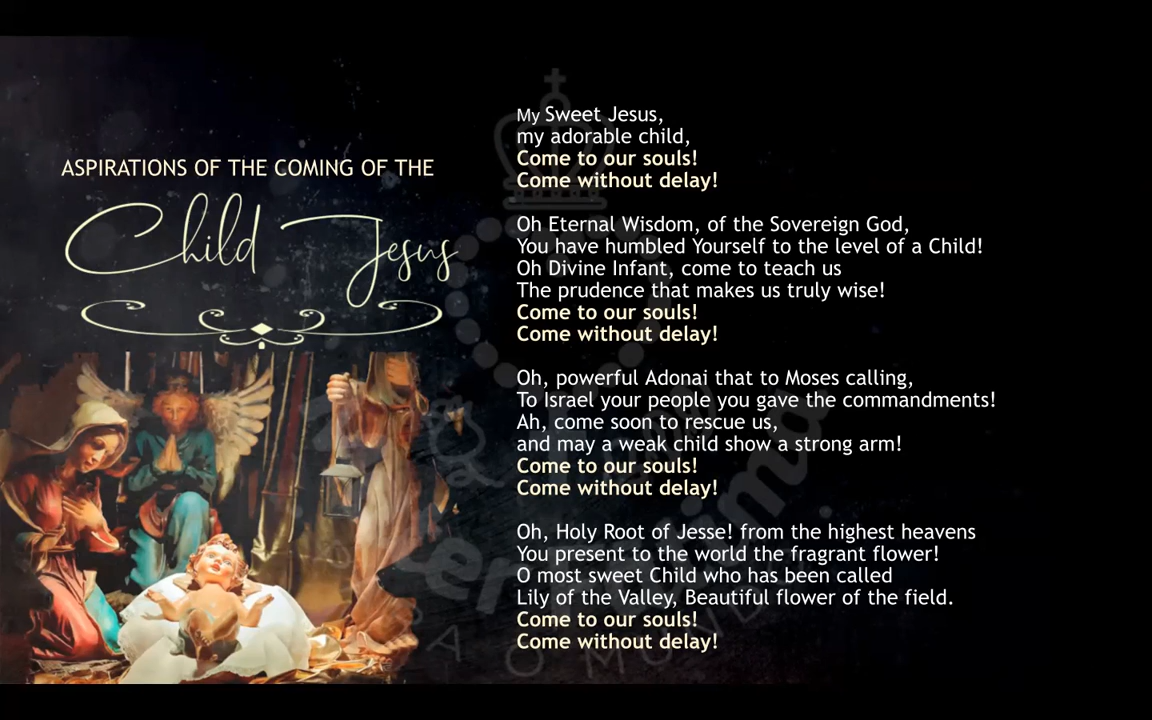 ASPIRATIONS OF THE COMING OF THE
Child Jesus
My Sweet Jesus,
my adorable child,
Come to our souls!
Come without delay!
Oh Eternal Wisdom, of the Sovereign God,
You have humbled Yourself to the level of a Child!
Oh Divine Infant, come to teach us
The prudence that makes us truly wise!
Come to our souls!
Come without delay!
Oh, powerful Adonai that to Moses calling,
To Israel your people you gave the commandments!
Ah, come soon to rescue us,
and may a weak child show a strong arm!
Come to our souls!
Come without delay!
Oh, Holy Root of Jesse! from the highest heavens
You present to the world the fragrant flower!
O most sweet Child who has been called
Lily of the Valley, Beautiful flower of the field.
Come to our souls!
Come without delay!